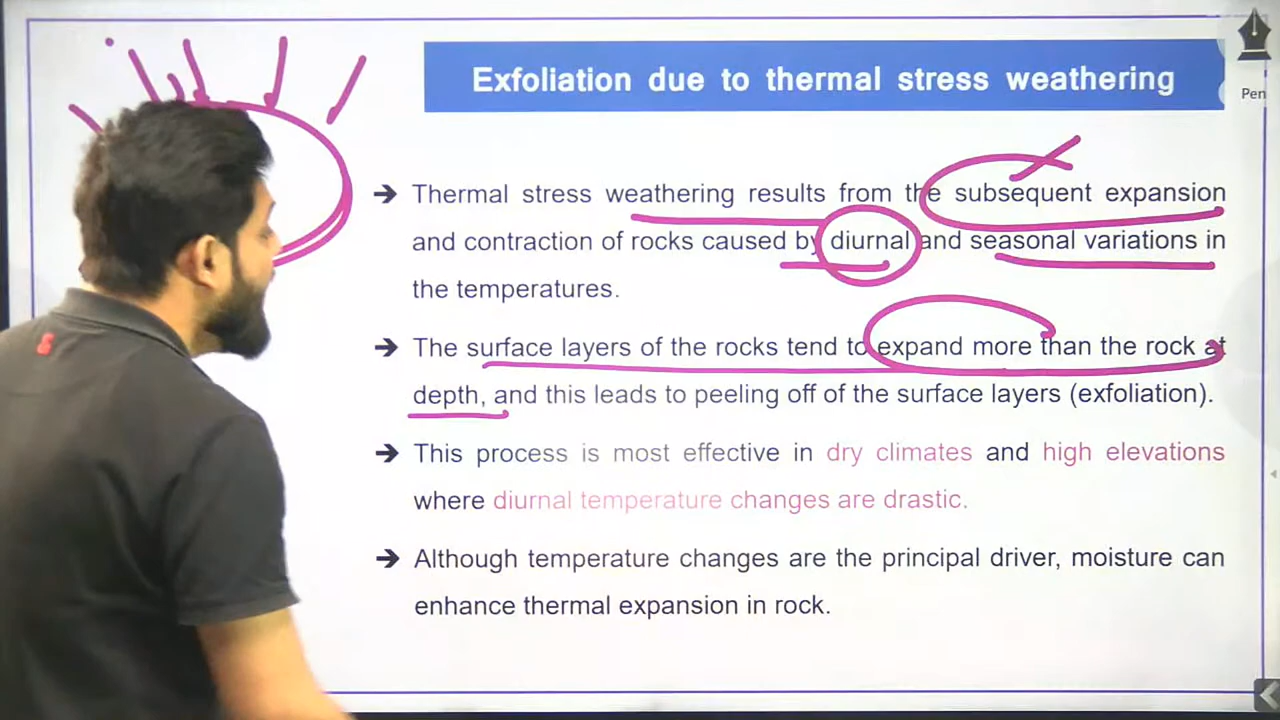 Exfoliation due to thermal stress weathering
Pen
➔ Thermal stress weathering results from the subsequent expansion
and contraction of rocks caused by diurnal and seasonal variations in
the temperatures.
➔ The surface layers of the rocks tend to expand more than the rock at
depth, and this leads to peeling off of the surface layers (exfoliation).
➔ This process is most effective in dry climates and high elevations
where diurnal temperature changes are drastic.
➔ Although temperature changes are the principal driver, moisture can
enhance thermal expansion in rock.